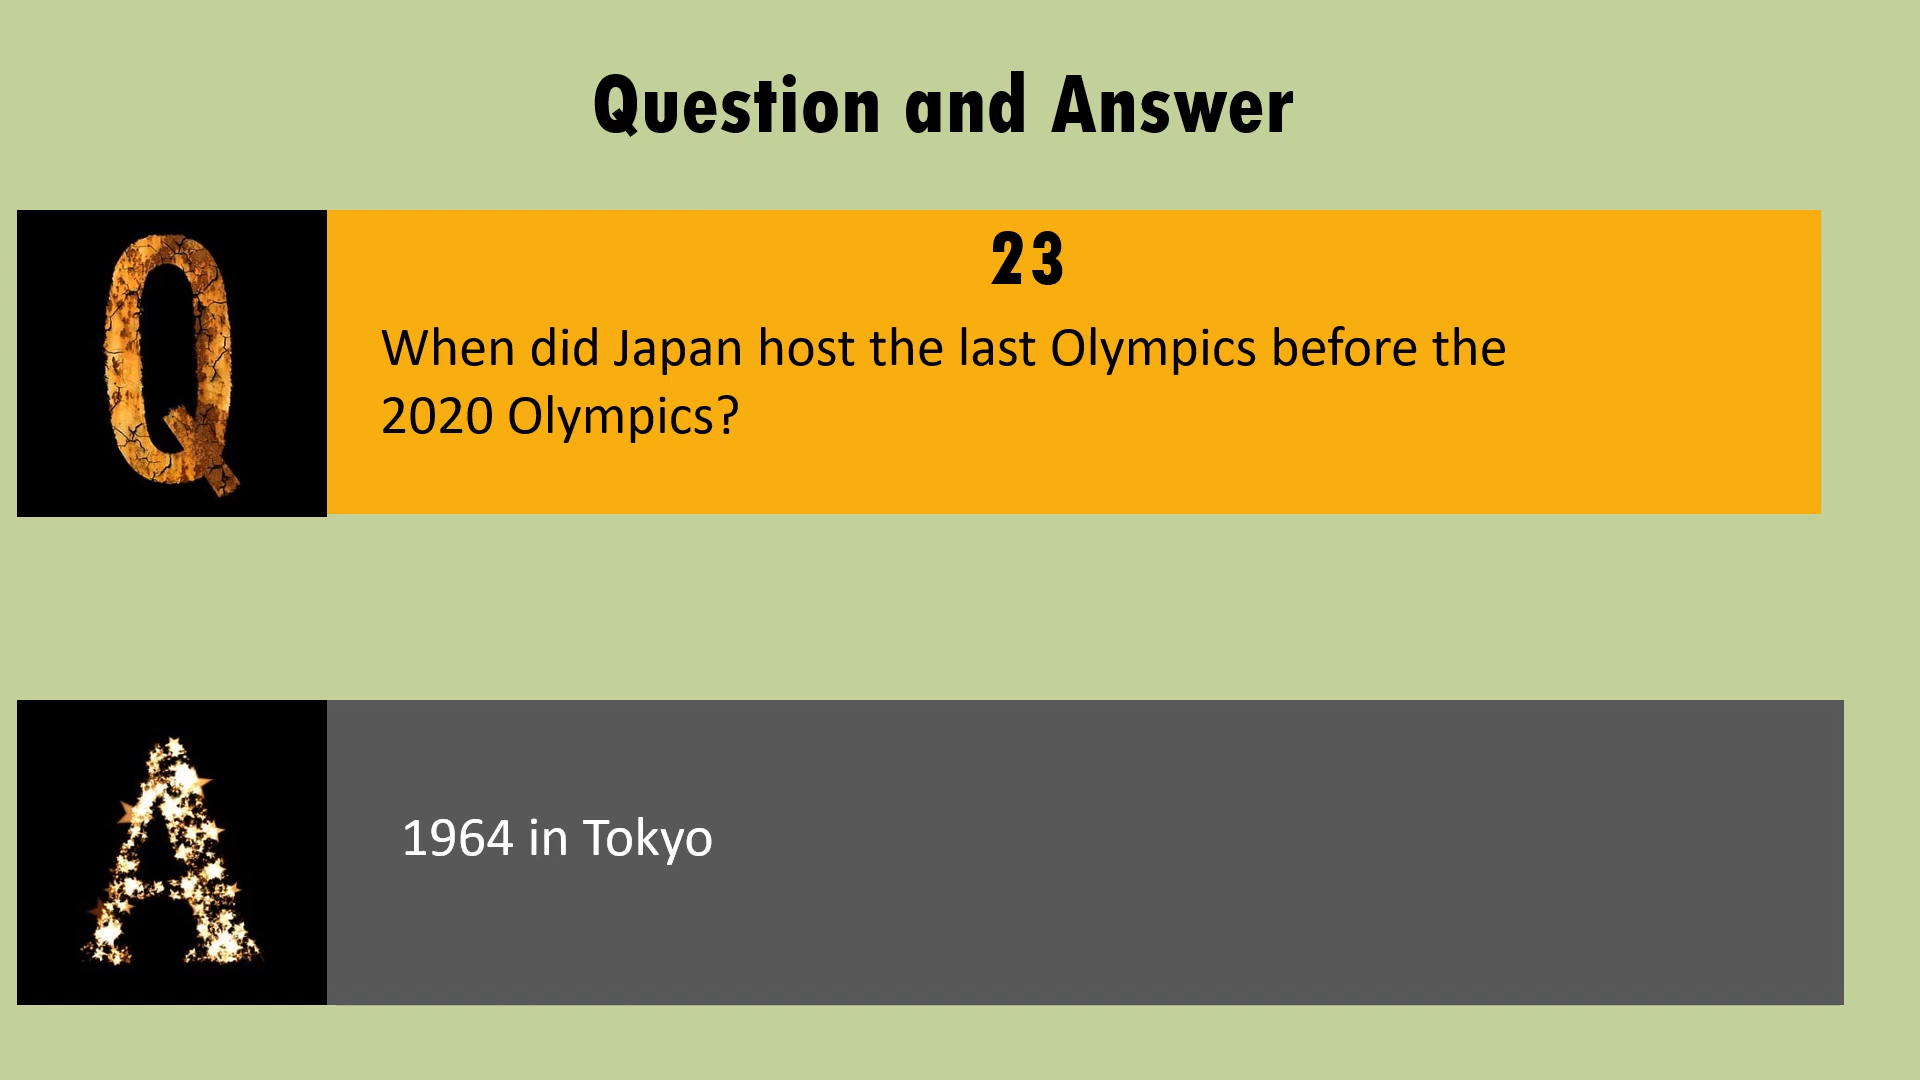 Question and Answer
Q
23
When did Japan host the last Olympics before the
2020 Olympics?
A
1964 in Tokyo